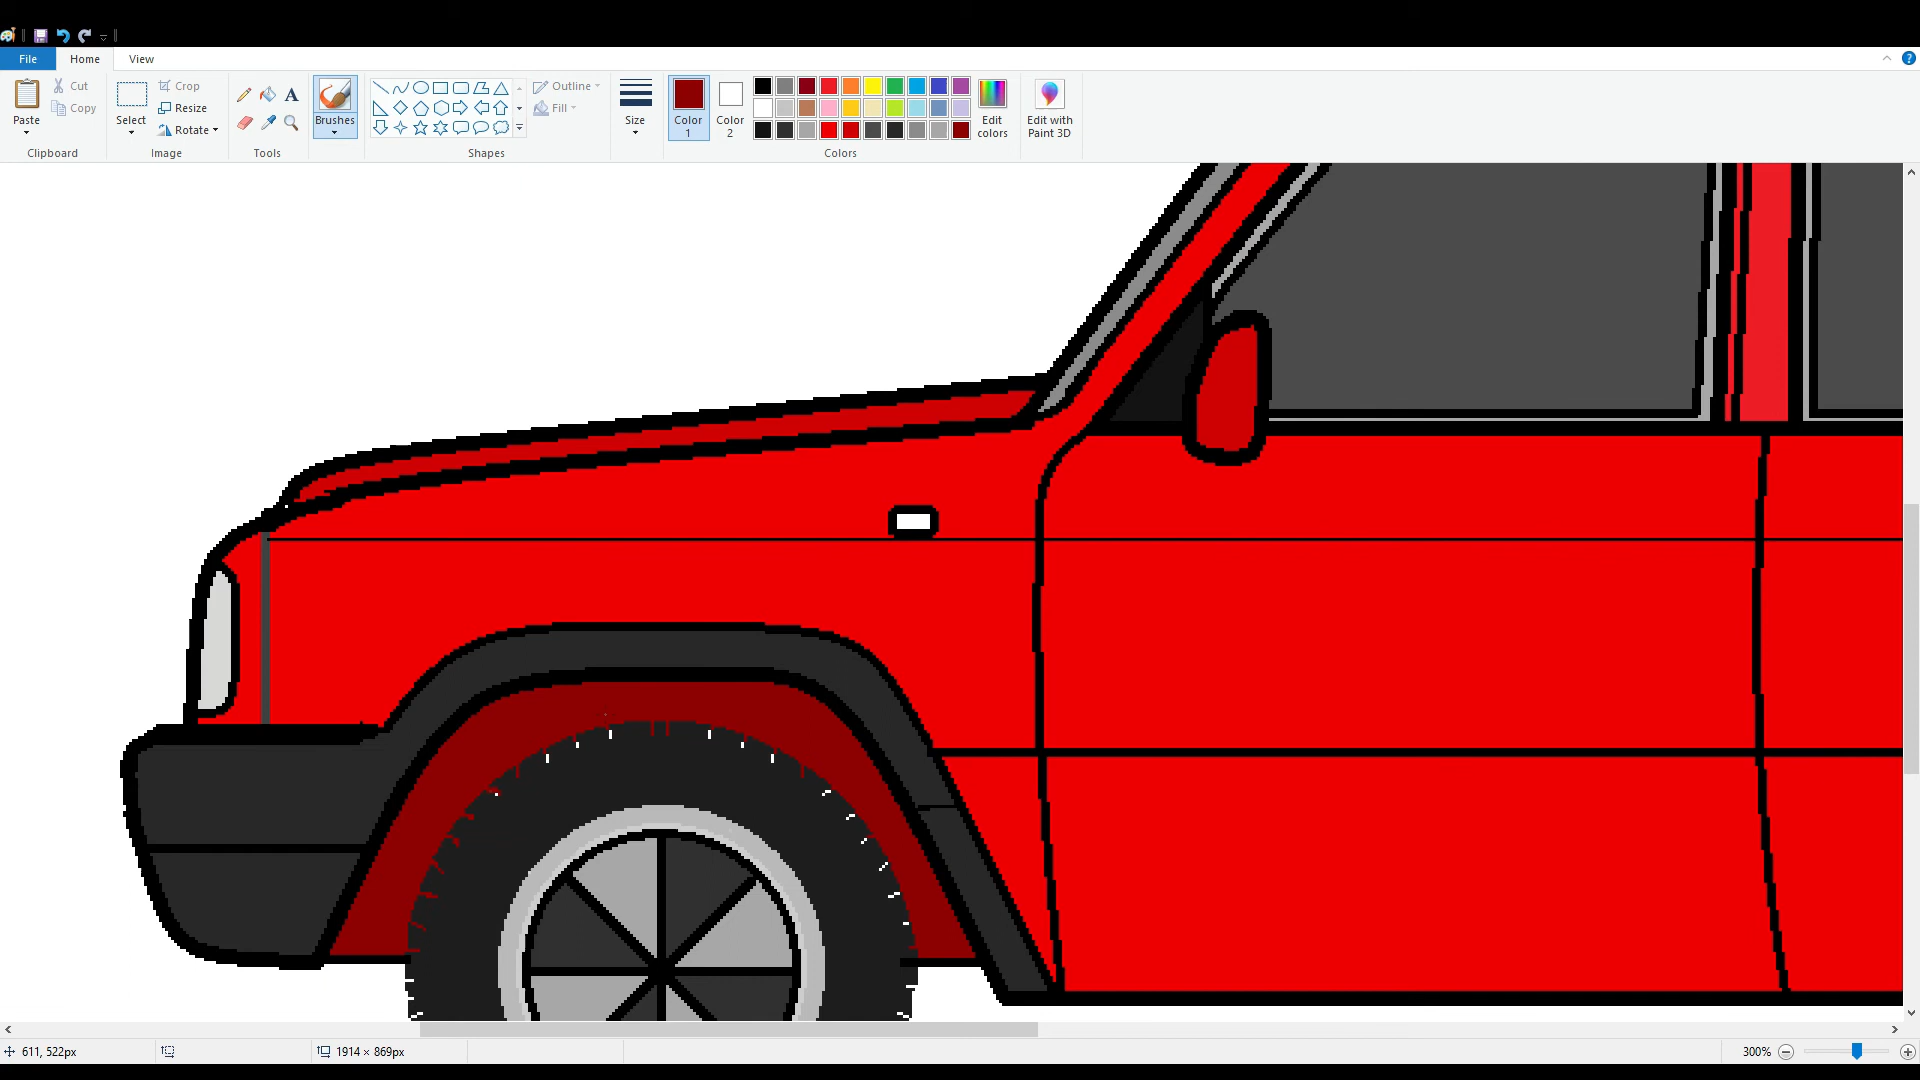 File Home View
Paste
Cut
Copy
Clipboard
Select
Crop
Resize
Rotate
Image
A
Tools
Brushes
Shapes
Outline
Fill
Size
Color
1
Color
2
Edit
colors
Colors
Edit with
Paint 3D
611, 522px
1914 × 869px
300%